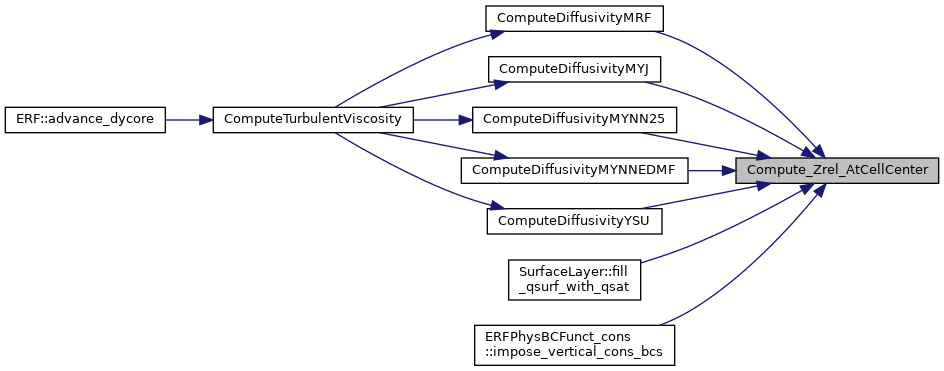 ComputeDiffusivityMRF
ComputeDiffusivityMYJ
ERF::advance_dycore
ComputeTurbulentViscosity
ComputeDiffusivityMYNN25
ComputeDiffusivityMYNNEDMF
Compute_Zrel_AtCellCenter
ComputeDiffusivityYSU
SurfaceLayer::fill
_qsurf_with_qsat
ERFPhysBCFunct_cons
::impose_vertical_cons_bcs